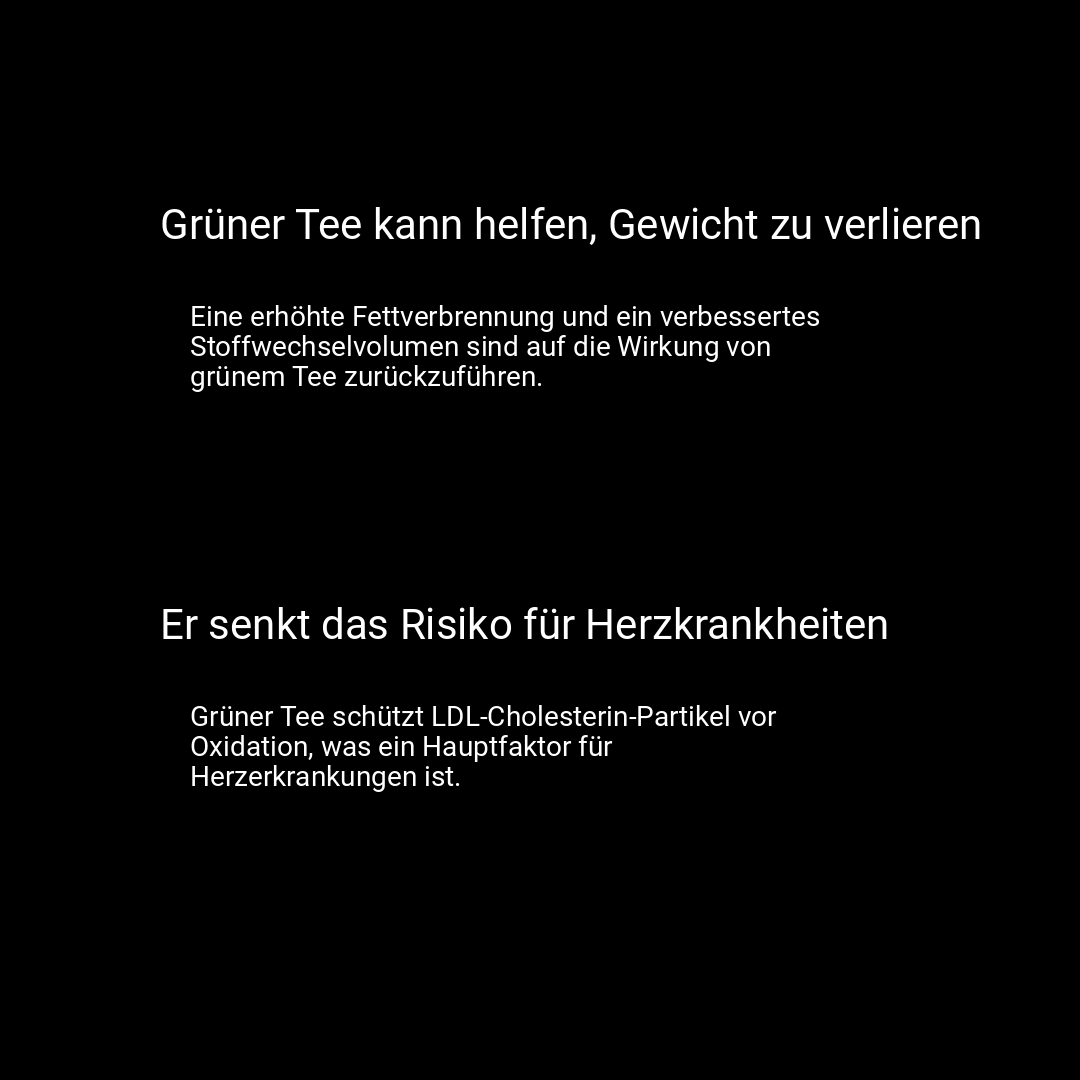 Grüner Tee kann helfen, Gewicht zu verlieren
Eine erhöhte Fettverbrennung und ein verbessertes
Stoffwechselvolumen sind auf die Wirkung von
grünem Tee zurückzuführen.
Er senkt das Risiko für Herzkrankheiten
Grüner Tee schützt LDL-Cholesterin-Partikel vor
Oxidation, was ein Hauptfaktor für
Herzerkrankungen ist.